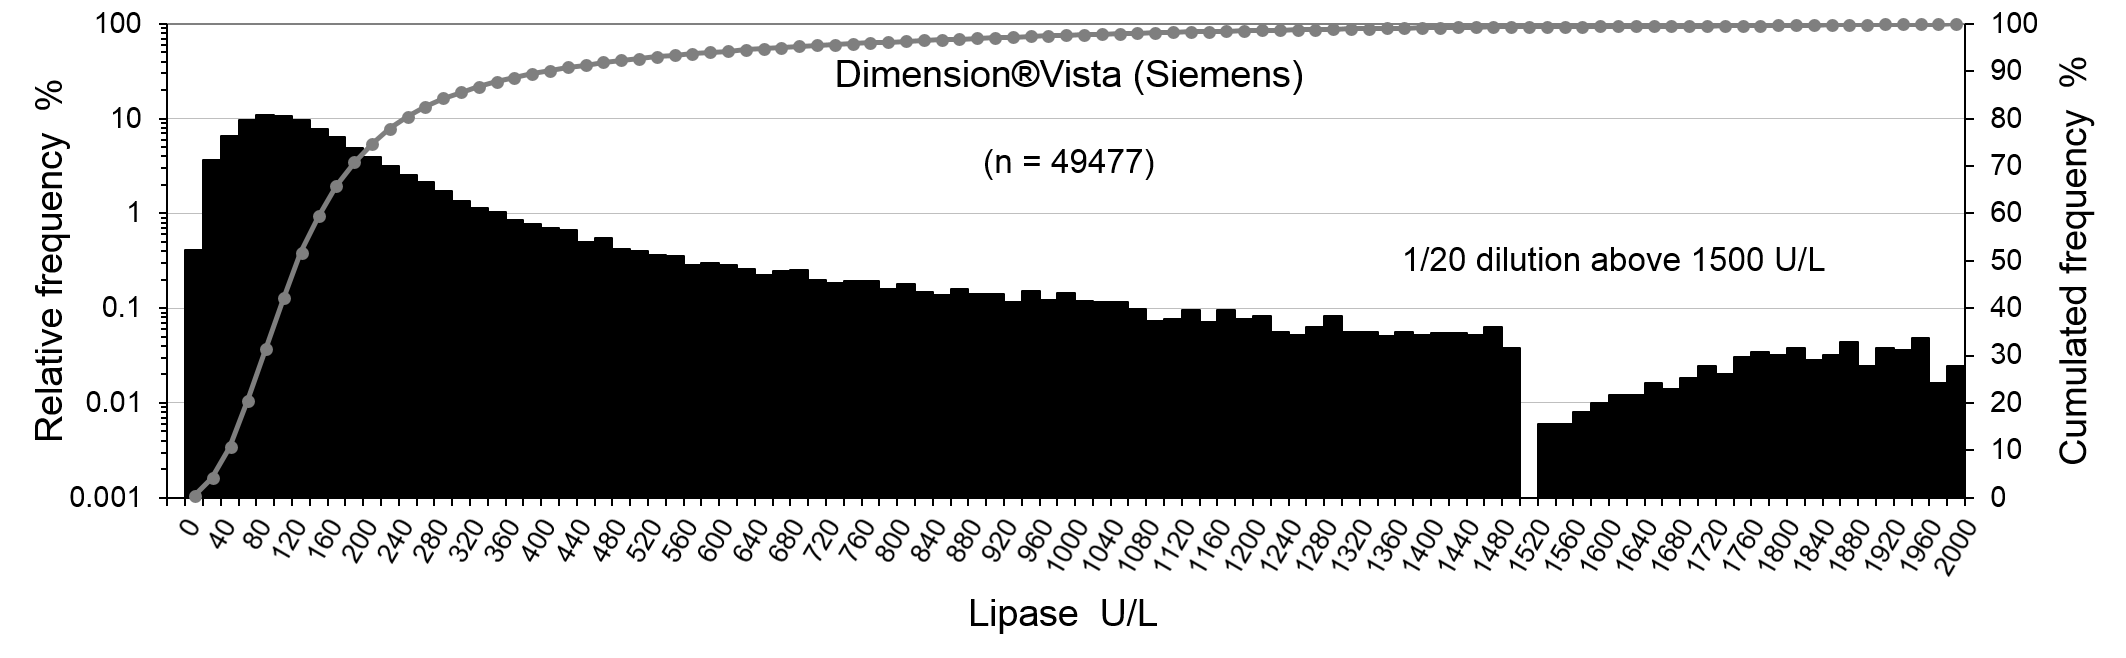 Dimension®Vista (Siemens)
(n = 49477)
1/20 dilution above 1500 U/L
Relative frequency %
100
10
1
0.1
0.01
0.001
Cumulated frequency %
100
90
80
70
60
50
40
30
20
10
0
0 40 80 120 160 200 240 280 320 360 400 440 480 520 560 600 640 680 720 760 800 840 880 920 960 1000 1040 1080 1120 1160 1200 1240 1280 1320 1360 1400 1440 1480 1520 1560 1600 1640 1680 1720 1760 1800 1840 1880 1920 1960 2000
Lipase U/L